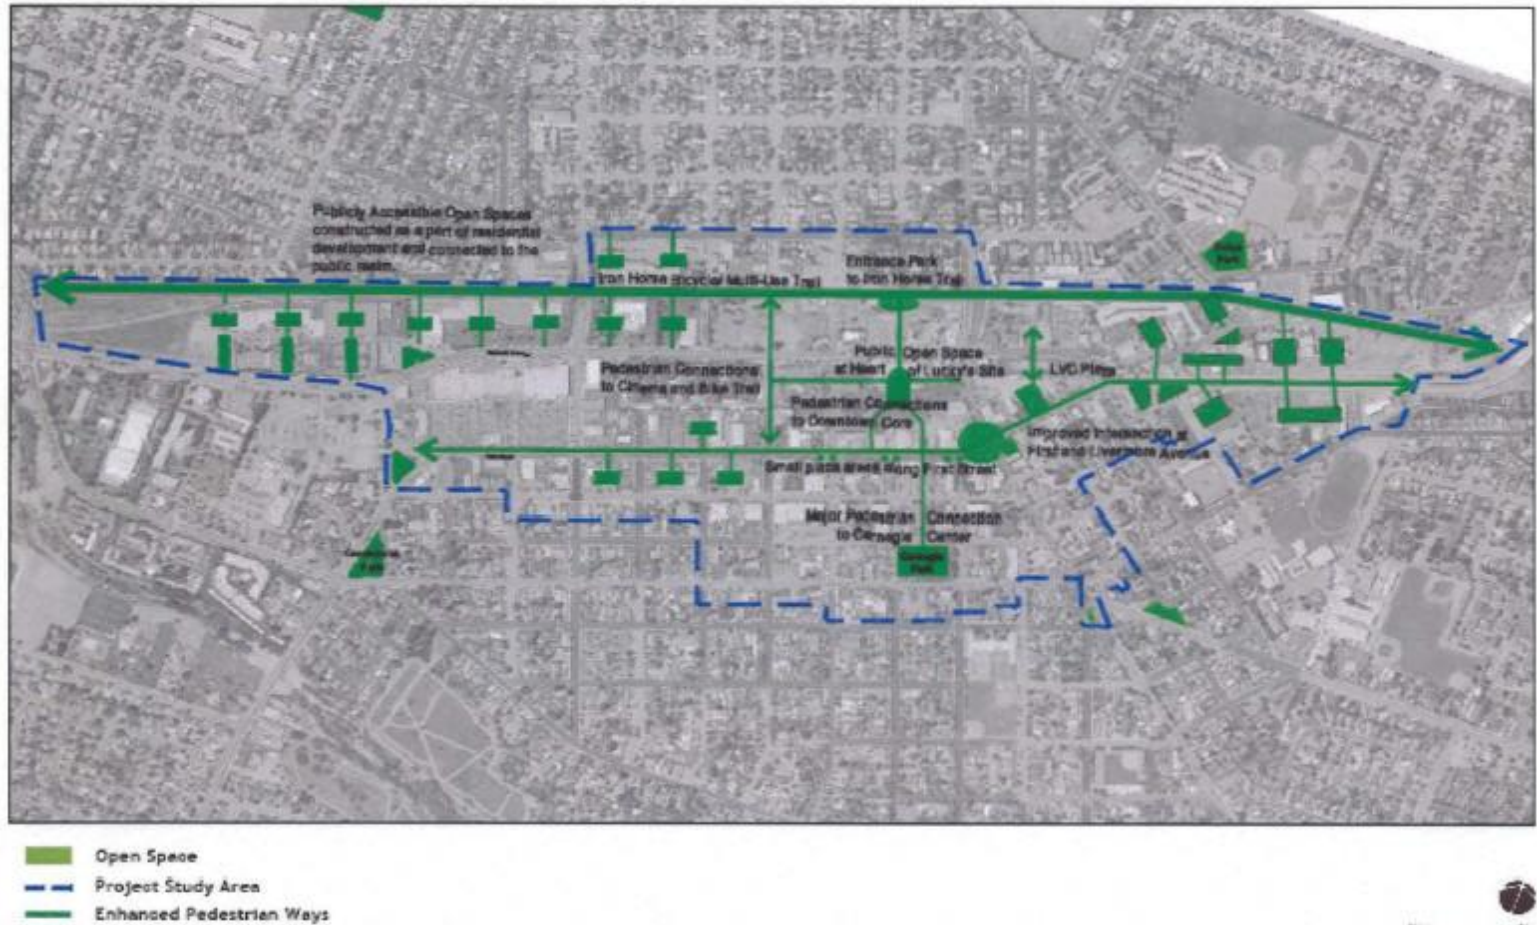 Publicly Accessible Open Spaces
constructed as a part of residential
development and connected to the
public realm.
Iron Horse Bicycle/ Multi-Use Trail
Entrance Park
to Iron Horse Trail
Park
Pedestrian Connections
to Cinema and Bike Trail
Public Open Space
at Heart of Lucky's Site
LVC Plaza
Pedestrian Connections
to Downtown Core
Improved Intersection at
First and Livermore Avenue
Small plaza areas along First Street
Major Pedestrian Connection
to Carnegie Center
Carnegie
Park
Park
Open Space
Project Study Area
Enhanced Pedestrian Ways